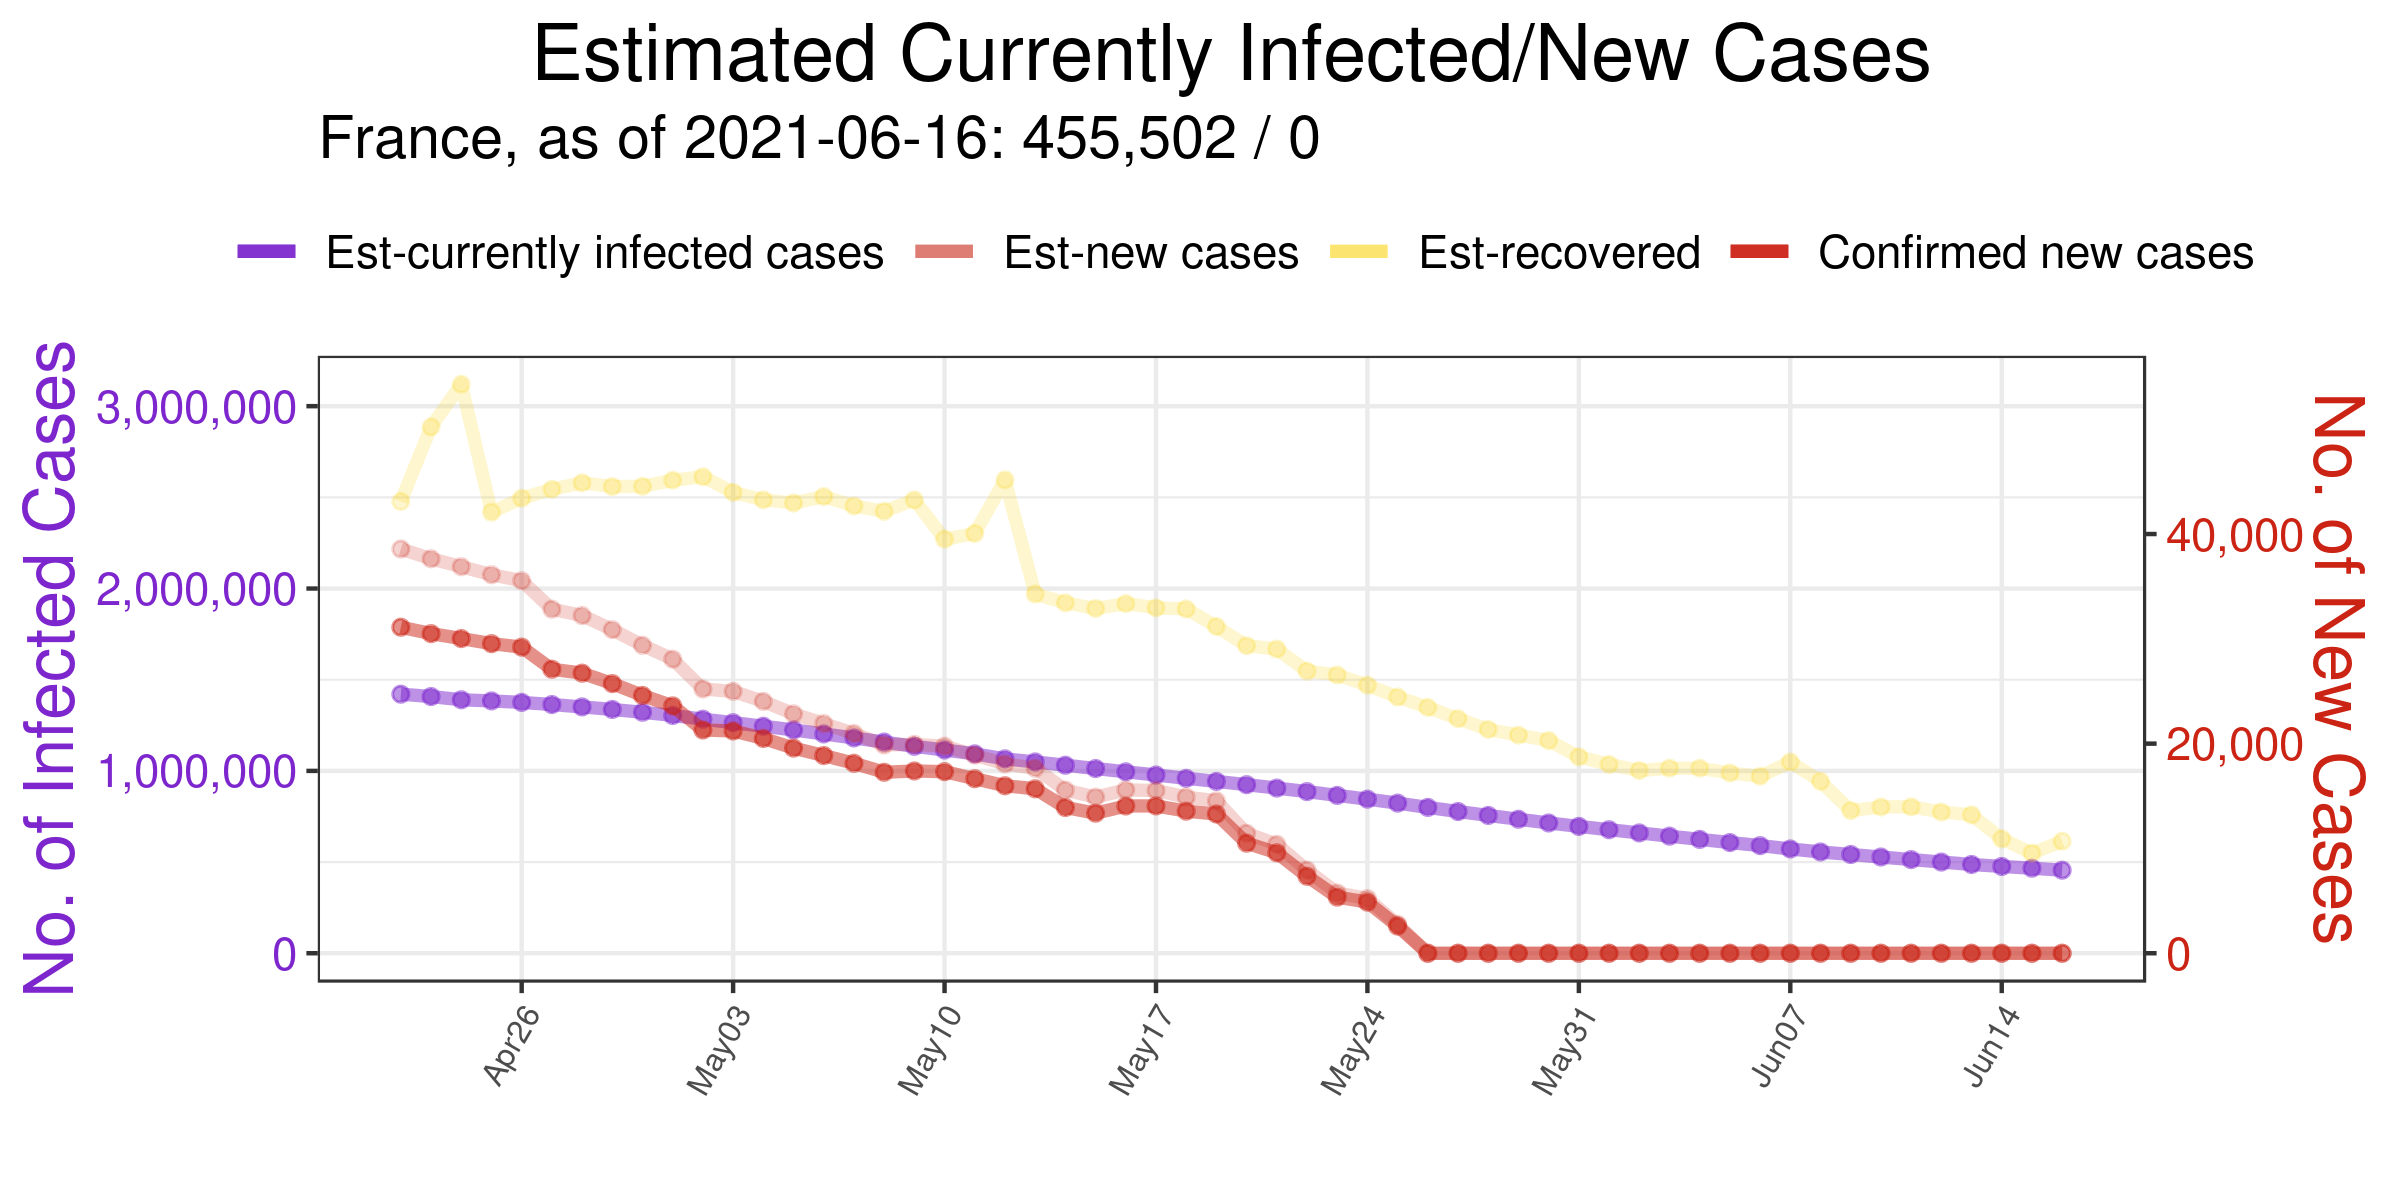 Estimated Currently Infected/New Cases
France, as of 2021-06-16: 455,502 / 0
Est-currently infected cases Est-new cases Est-recovered Confirmed new cases
No. of Infected Cases
3,000,000
2,000,000
1,000,000
0
No. of New Cases
40,000
20,000
0
Apr26 May03 May10 May17 May24 May31 Jun07 Jun14